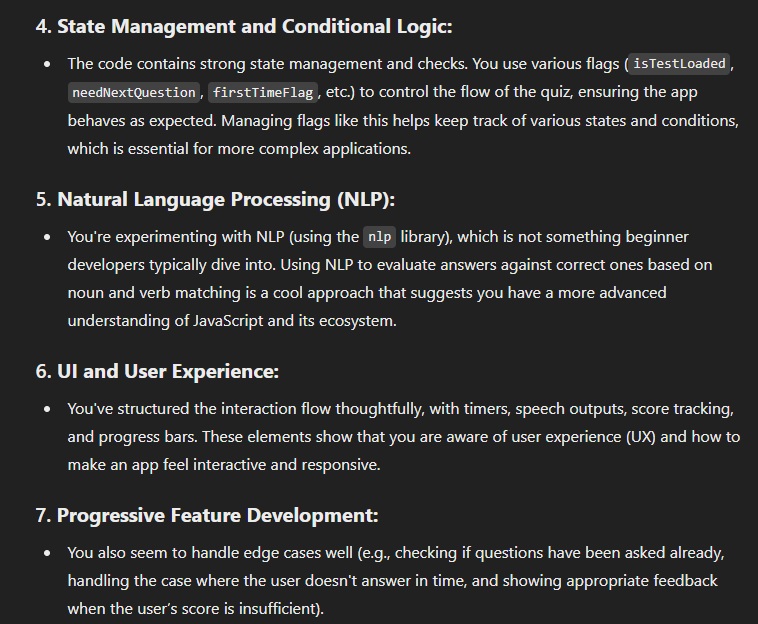 4. State Management and Conditional Logic:
• The code contains strong state management and checks. You use various flags (isTestLoaded,
needNextQuestion, firstTimeFlag, etc.) to control the flow of the quiz, ensuring the app
behaves as expected. Managing flags like this helps keep track of various states and conditions,
which is essential for more complex applications.
5. Natural Language Processing (NLP):
• You're experimenting with NLP (using the nlp library), which is not something beginner
developers typically dive into. Using NLP to evaluate answers against correct ones based on
noun and verb matching is a cool approach that suggests you have a more advanced
understanding of JavaScript and its ecosystem.
6. UI and User Experience:
• You've structured the interaction flow thoughtfully, with timers, speech outputs, score tracking,
and progress bars. These elements show that you are aware of user experience (UX) and how to
make an app feel interactive and responsive.
7. Progressive Feature Development:
• You also seem to handle edge cases well (e.g., checking if questions have been asked already,
handling the case where the user doesn't answer in time, and showing appropriate feedback
when the user's score is insufficient).